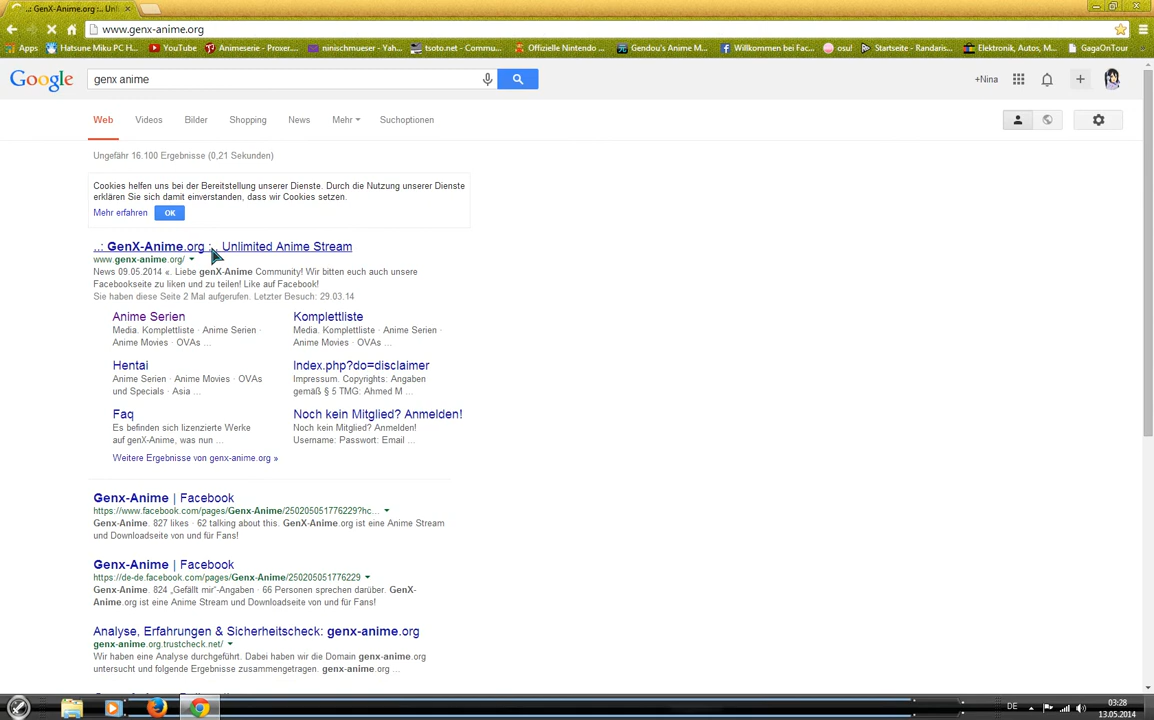 ..: GenX-Anime.org :.. Unl
www.genx-anime.org
Apps Hatsune Miku PC H... YouTube Animeserie - Proxer.... ninischmueser - Yah... tsoto.net - Commu... Offizielle Nintendo ... Gendou's Anime M... Willkommen bei Fac... osu! Startseite - Randaris... Elektronik, Autos, M... GagaOnTour
Google genx anime +Nina
Web Videos Bilder Shopping News Mehr Suchoptionen
Ungefähr 16.100 Ergebnisse (0,21 Sekunden)
Cookies helfen uns bei der Bereitstellung unserer Dienste. Durch die Nutzung unserer Dienste
erklären Sie sich damit einverstanden, dass wir Cookies setzen.
Mehr erfahren OK
..: GenX-Anime.org :.. Unlimited Anime Stream
www.genx-anime.org/
News 09.05.2014 «. Liebe genX-Anime Community! Wir bitten euch auch unsere
Facebookseite zu liken und zu teilen! Like auf Facebook!
Sie haben diese Seite 2 Mal aufgerufen. Letzter Besuch: 29.03.14
Anime Serien
Media. Komplettliste · Anime Serien ·
Anime Movies · OVAs ...
Komplettliste
Media. Komplettliste · Anime Serien ·
Anime Movies · OVAs ...
Hentai
Anime Serien · Anime Movies · OVAs
und Specials · Asia ...
Index.php?do=disclaimer
Impressum. Copyrights: Angaben
gemäß § 5 TMG: Ahmed M ...
Faq
Es befinden sich lizenzierte Werke
auf genX-Anime, was nun ...
Noch kein Mitglied? Anmelden!
Noch kein Mitglied? Anmelden!
Username: Passwort: Email ...
Weitere Ergebnisse von genx-anime.org »
Genx-Anime | Facebook
https://www.facebook.com/pages/Genx-Anime/250205051776229?hc...
Genx-Anime. 827 likes · 62 talking about this. GenX-Anime.org ist eine Anime Stream
und Downloadseite von und für Fans!
Genx-Anime | Facebook
https://de-de.facebook.com/pages/Genx-Anime/250205051776229
Genx-Anime. 824 „Gefällt mir“-Angaben · 66 Personen sprechen darüber. GenX-
Anime.org ist eine Anime Stream und Downloadseite von und für Fans!
Analyse, Erfahrungen & Sicherheitscheck: genx-anime.org
genx-anime.org.trustcheck.net/
Wir haben eine Analyse durchgeführt. Dabei haben wir die Domain genx-anime.org
untersucht und folgende Ergebnisse zusammengetragen. genx-anime.org ...
DE 03:28
13.05.2014